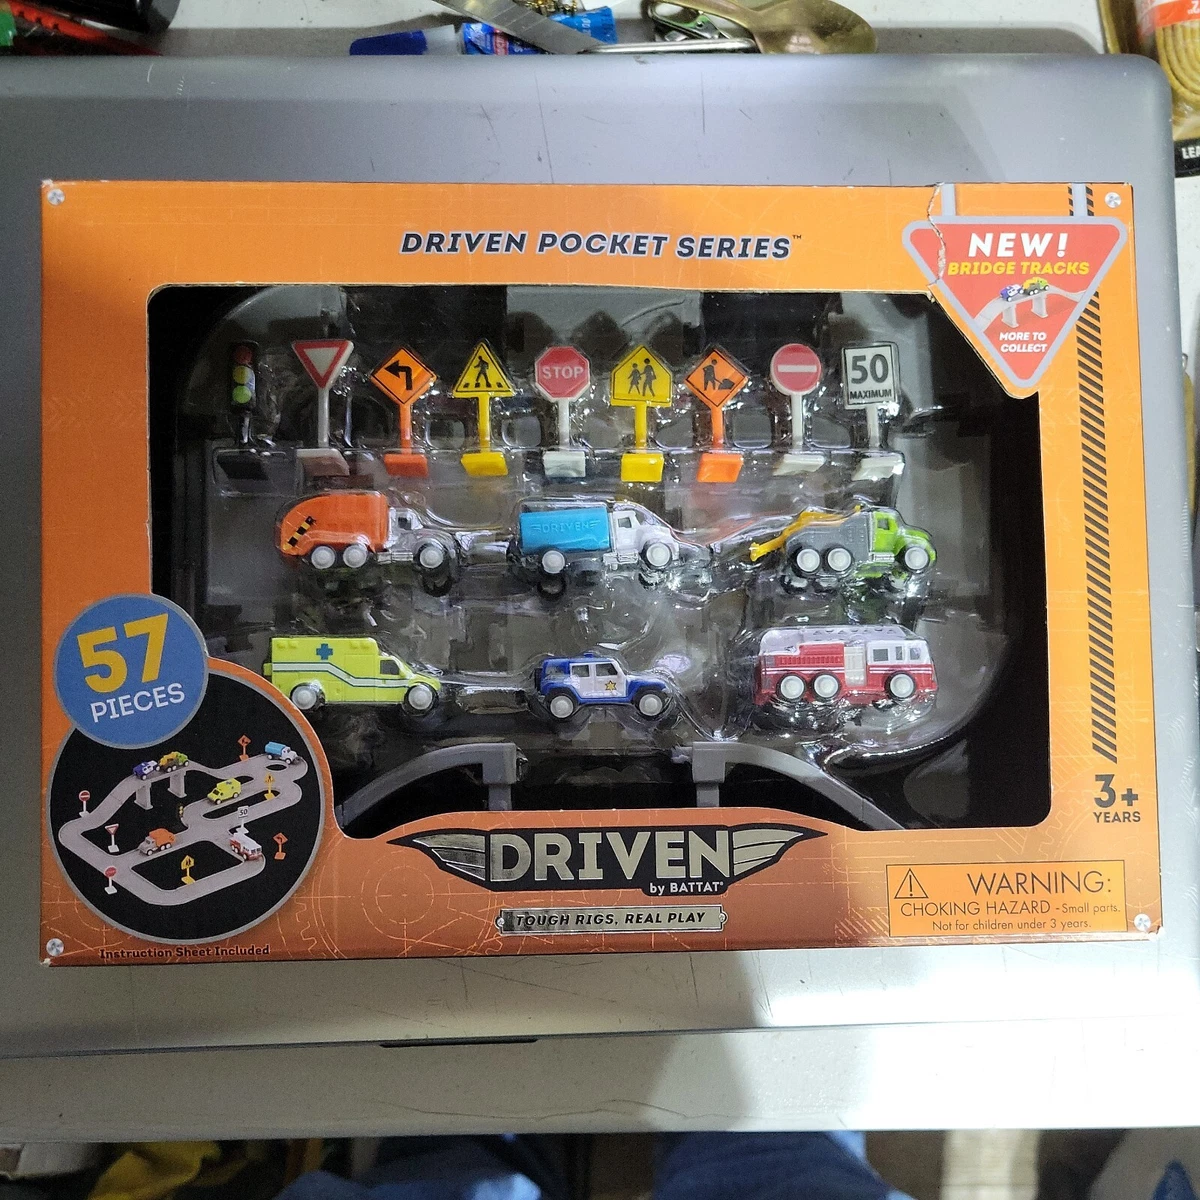 DRIVEN POCKET SERIES™
NEW!
BRIDGE TRACKS
MORE TO
COLLECT
STOP
50
MAXIMUM
DRIVEN
57
PIECES
50
3+
YEARS
DRIVEN
by BATTAT®
TOUGH RIGS, REAL PLAY
WARNING:
CHOKING HAZARD - Small parts.
Not for children under 3 years.
Instruction Sheet Included
LEA